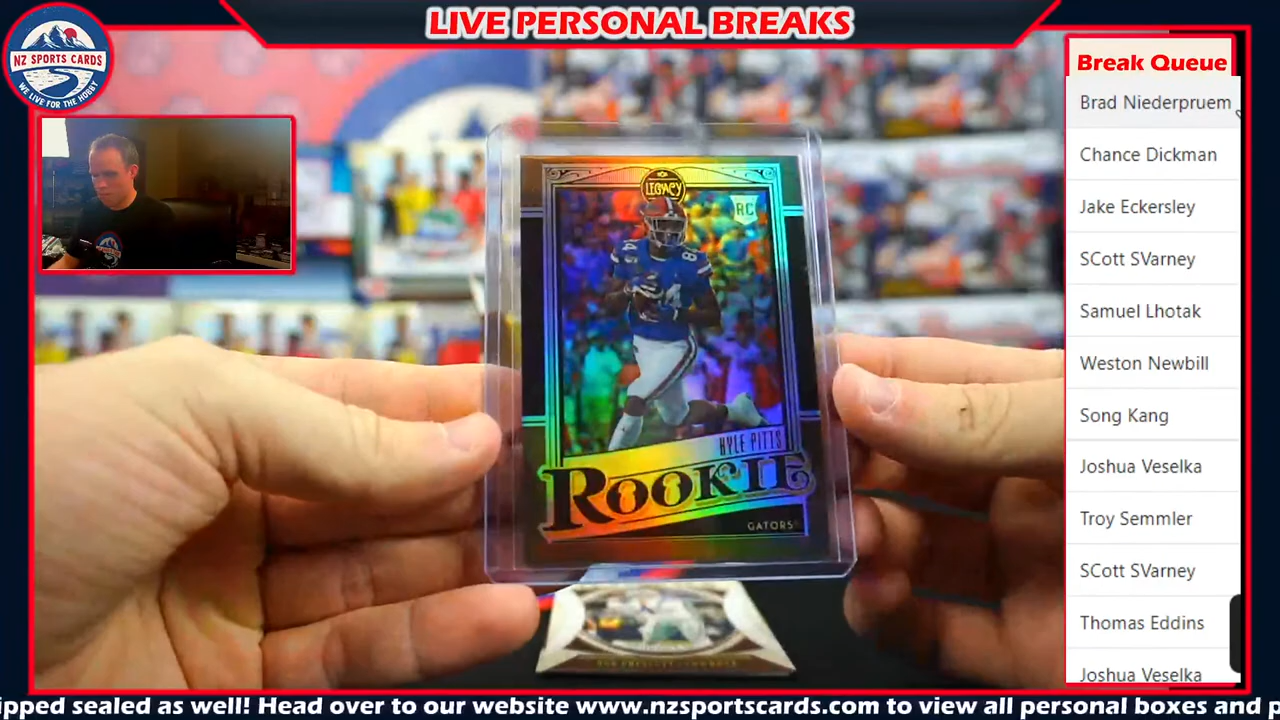 LIVE PERSONAL BREAKS
NZ SPORTS CARDS
WE LIVE FOR THE HOBBY
Break Queue
Brad Niederpruem
Chance Dickman
Jake Eckersley
SCott SVarney
Samuel Lhotak
Weston Newbill
Song Kang
Joshua Veselka
Troy Semmler
SCott SVarney
Thomas Eddins
Joshua Veselka
LEGACY
RC
84
84
KYLE PITTS
ROOKIE
GATORS
ipped sealed as well! Head over to our website www.nzsportscards.com to view all personal boxes and p